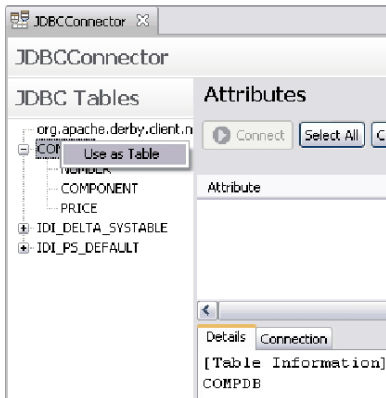 JDBCConnector
JDBCConnector
JDBC Tables
org.apache.derby.client.n
Use as Table
NUMBER
COMPONENT
PRICE
IDI_DELTA_SYSTABLE
IDI_PS_DEFAULT
Attributes
Connect
Select All
Attribute
Details
Connection
[Table Information]
COMPDB